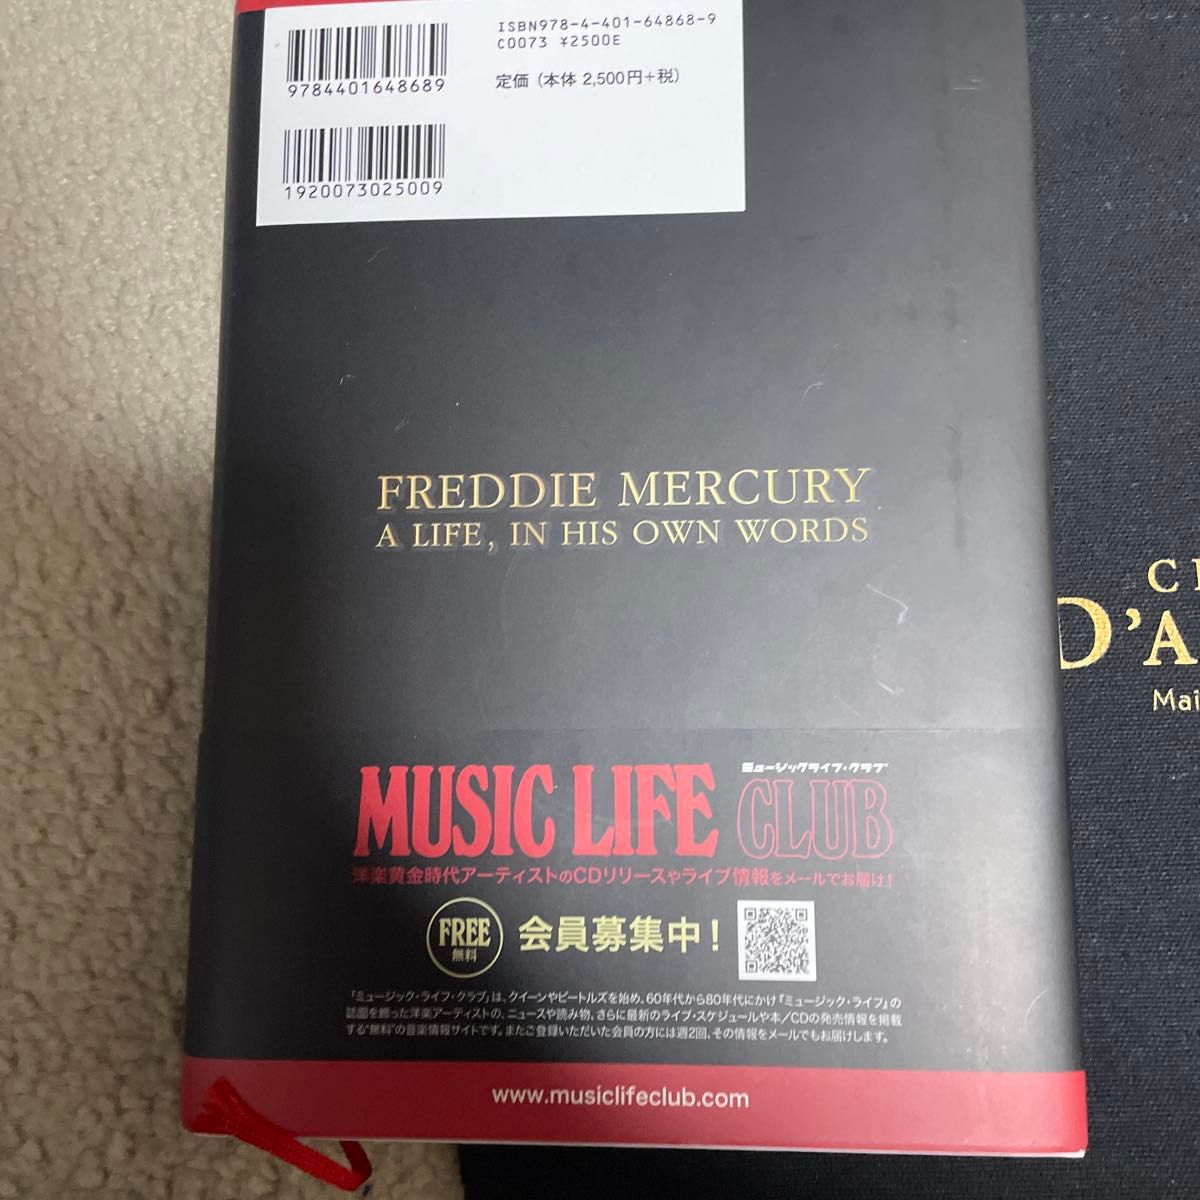 ISBN978-4-401-64868-9
C0073 ¥2500E
定価（本体 2,500円+税）
9784401648689
1920073025009
FREDDIE MERCURY
A LIFE, IN HIS OWN WORDS
D'A
Mai
ミュージックライフ・クラブ
MUSIC LIFE CLUB
洋楽黄金時代アーティストのCDリリースやライブ情報をメールでお届け！
FREE
無料
会員募集中！
「ミュージック・ライフ・クラブ」は、クイーンやビートルズを始め、60年代から80年代にかけ『ミュージック・ライフ』の
誌面を飾った洋楽アーティストの、ニュースや読み物、さらに最新のライブ・スケジュールや本／CDの発売情報を掲載
する"無料"の音楽情報サイトです。またご登録いただいた会員の方には週2回、その情報をメールでもお届けします。
www.musiclifeclub.com